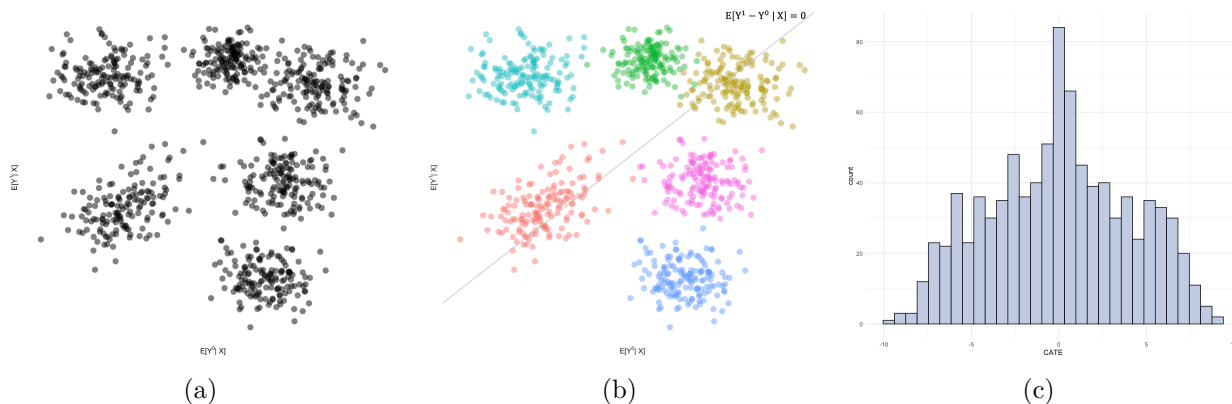 E[Y¹ − Y⁰ | X] = 0
E[Y¹| X]
E[Y⁰| X]
E[Y¹| X]
E[Y⁰| X]
count
80
60
40
20
0
-10
-5
0
5
CATE
(a)
(b)
(c)